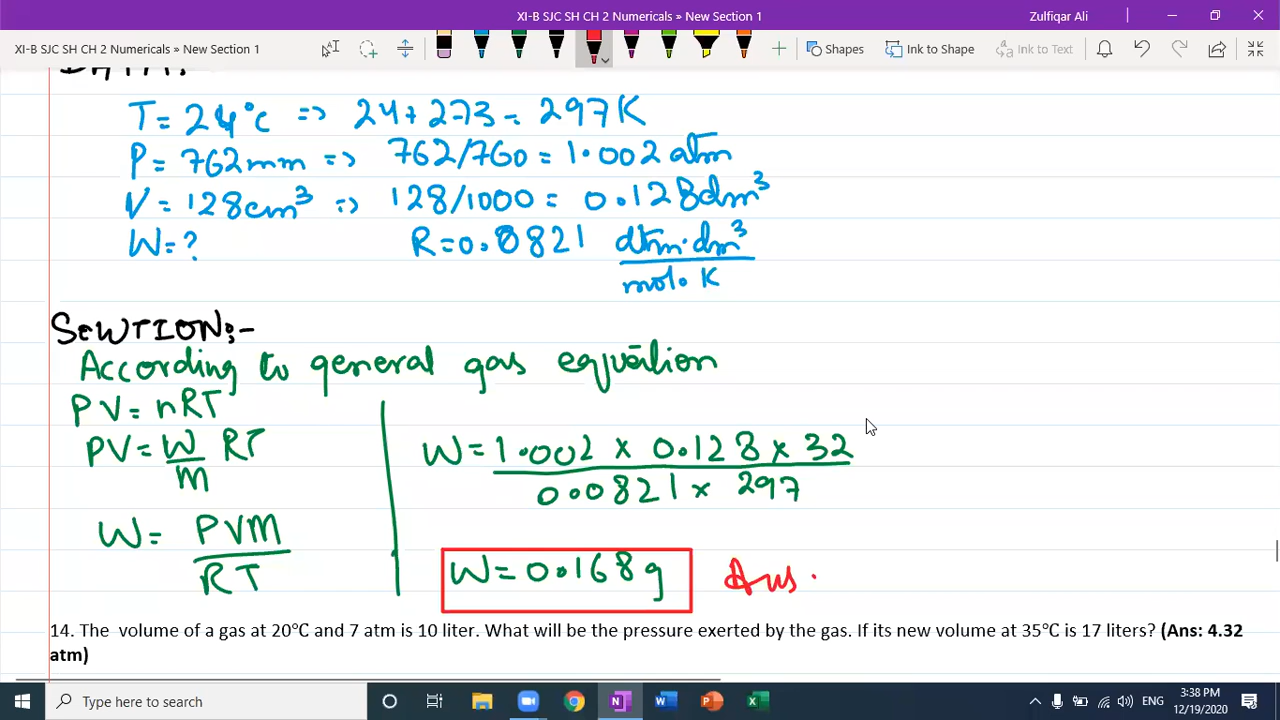 XI-B SJC SH CH 2 Numericals » New Section 1
Zulfiqar Ali
XI-B SJC SH CH 2 Numericals » New Section 1
Shapes
Ink to Shape
Ink to Text
DATA:
T = 24°C => 24+273 = 297K
P = 762mm => 762/760 = 1.002 atm
V = 128cm³ => 128/1000 = 0.128dm³
W = ? R = 0.0821 atm·dm³
mol·K
SOLUTION:-
According to general gas equation
PV = nRT
PV = W RT
M
W = PVM
RT
W = 1.002 x 0.128 x 32
0.0821 x 297
W = 0.168g Ans.
14. The volume of a gas at 20°C and 7 atm is 10 liter. What will be the pressure exerted by the gas. If its new volume at 35°C is 17 liters? (Ans: 4.32
atm)
Type here to search
ENG
3:38 PM
12/19/2020